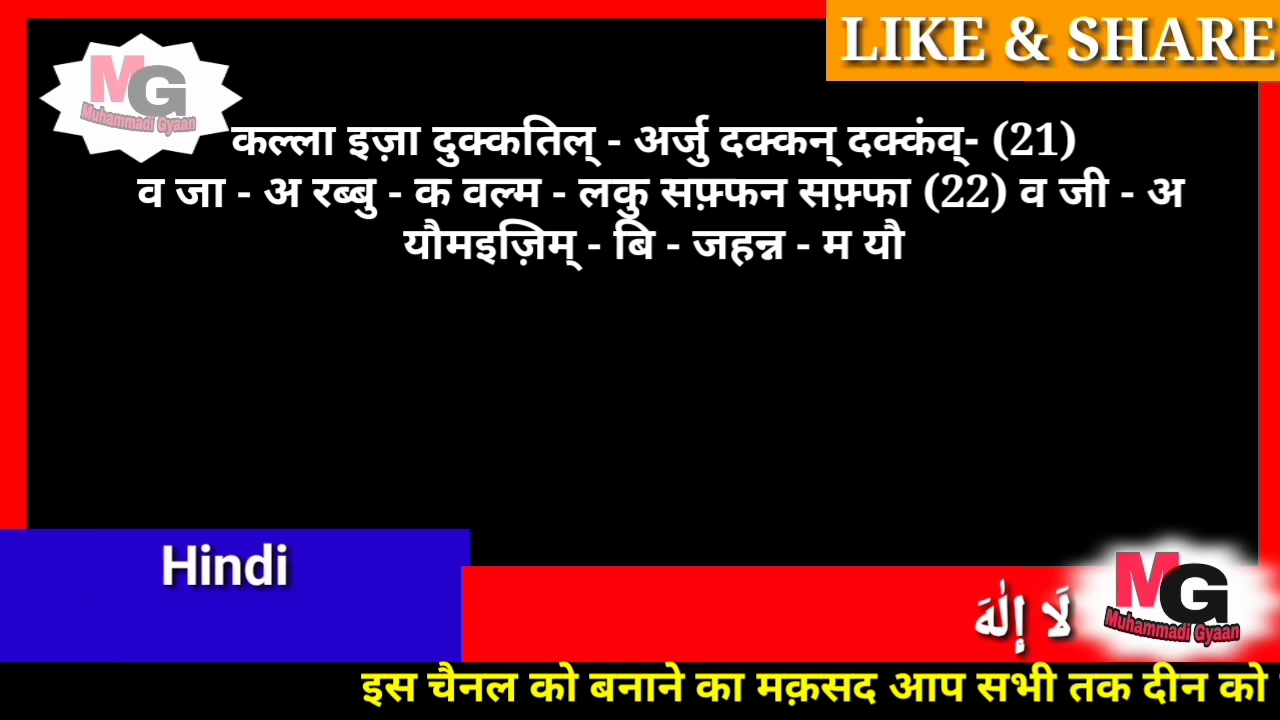 LIKE & SHARE
MG
Muhammadi Gyaan
कल्ला इज़ा दुक्कतिल् - अर्जु दक्कन् दक्कंव्- (21)
व जा - अ रब्बु - क वल्म - लकु सफ़्फन सफ़्फा (22) व जी - अ
यौमइज़िम् - बि - जहन्न - म यौ
Hindi
لَا إِلٰهَ
MG
Muhammadi Gyaan
इस चैनल को बनाने का मक़सद आप सभी तक दीन को